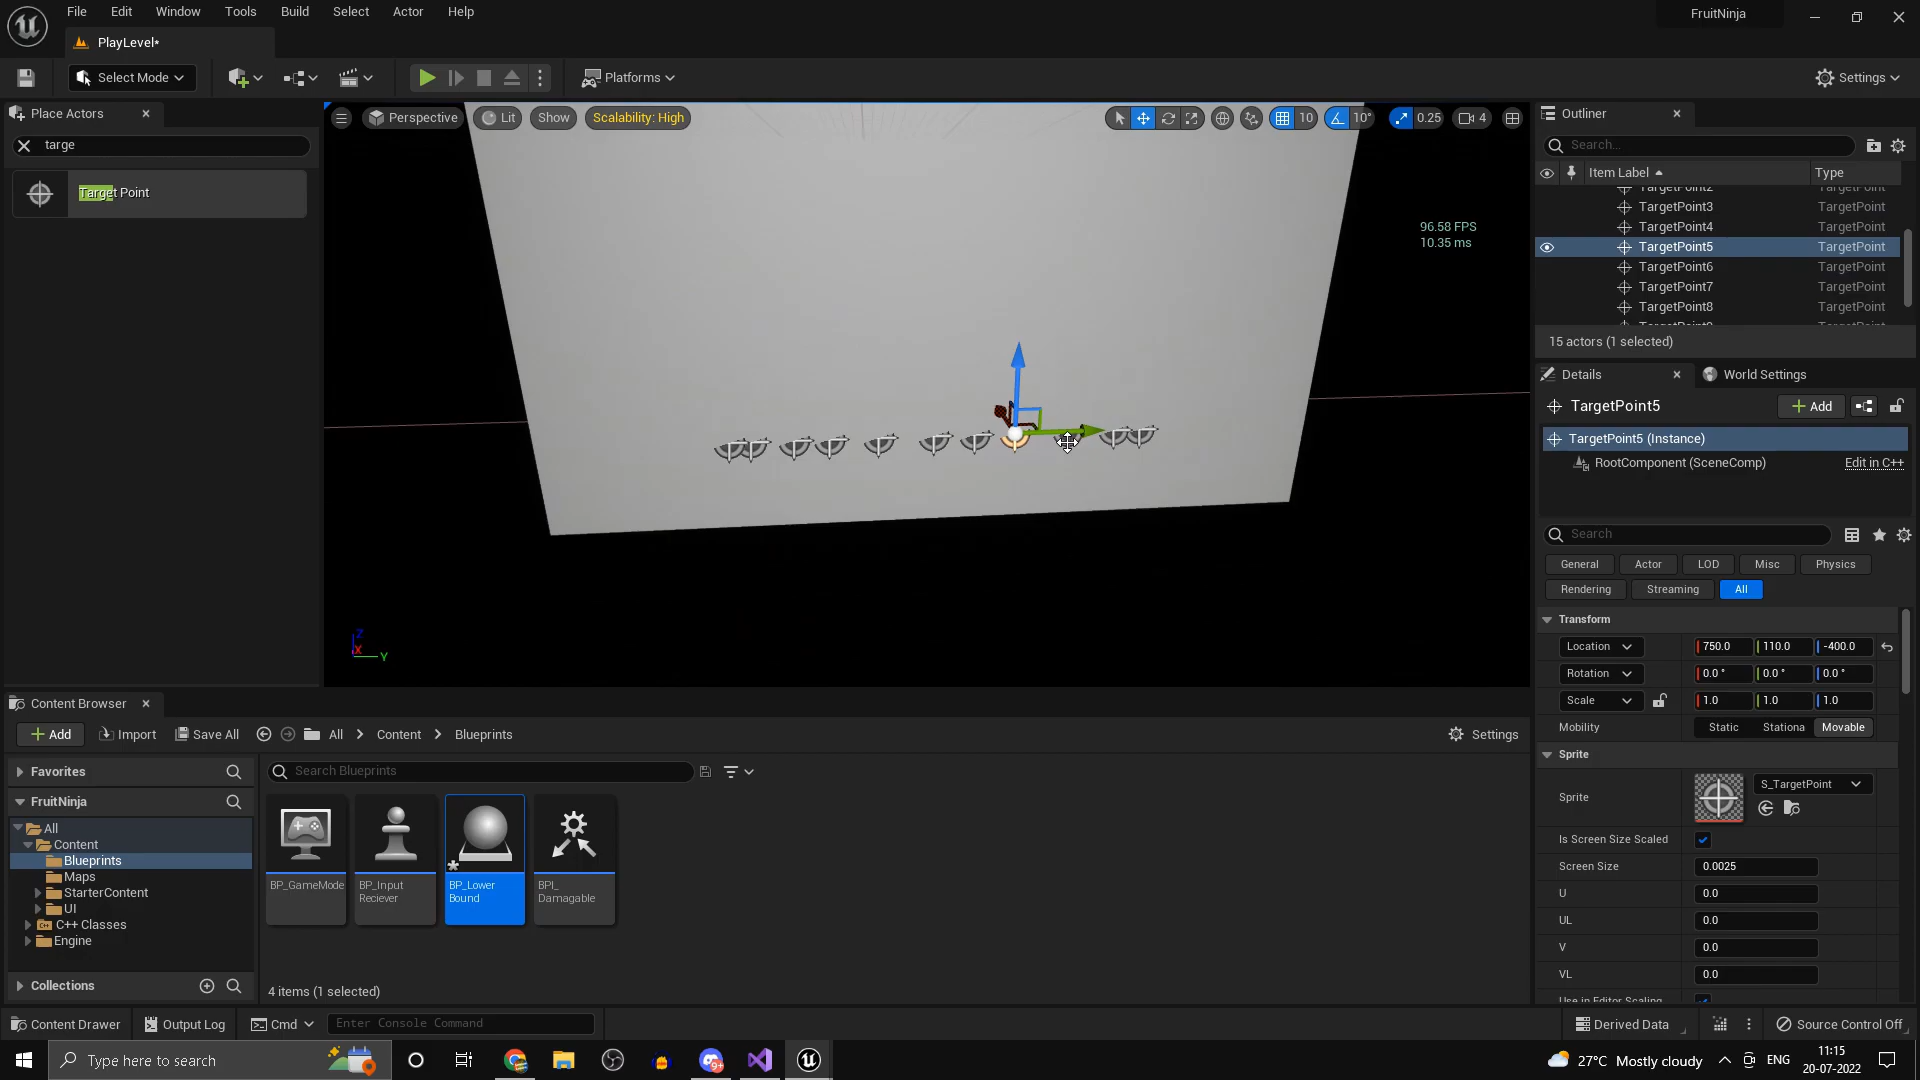 File Edit Window Tools Build Select Actor Help
FruitNinja
PlayLevel*
Select Mode
Platforms
Settings
Place Actors
targe
Target Point
Perspective Lit Show Scalability: High
10 10° 0.25 4
96.58 FPS
10.35 ms
Z
X Y
Outliner
Search...
Item Label Type
TargetPoint2 TargetPoint
TargetPoint3 TargetPoint
TargetPoint4 TargetPoint
TargetPoint5 TargetPoint
TargetPoint6 TargetPoint
TargetPoint7 TargetPoint
TargetPoint8 TargetPoint
15 actors (1 selected)
Details World Settings
TargetPoint5 Add
TargetPoint5 (Instance)
RootComponent (SceneComp) Edit in C++
Search
General Actor LOD Misc Physics
Rendering Streaming All
Transform
Location 750.0 110.0 -400.0
Rotation 0.0 ° 0.0 ° 0.0 °
Scale 1.0 1.0 1.0
Mobility Static Stationa Movable
Sprite
Sprite S_TargetPoint
Is Screen Size Scaled
Screen Size 0.0025
U 0.0
UL 0.0
V 0.0
VL 0.0
Use in Editor Scaling
Content Browser
Add Import Save All All Content Blueprints Settings
Favorites
FruitNinja
All
Content
Blueprints
Maps
StarterContent
UI
C++ Classes
Engine
Collections
Search Blueprints
BP_GameMode
BP_Input
Reciever
BP_Lower
Bound
BPI_
Damagable
4 items (1 selected)
Content Drawer Output Log Cmd Enter Console Command Derived Data Source Control Off
Type here to search
9+
27°C Mostly cloudy ENG
11:15
20-07-2022